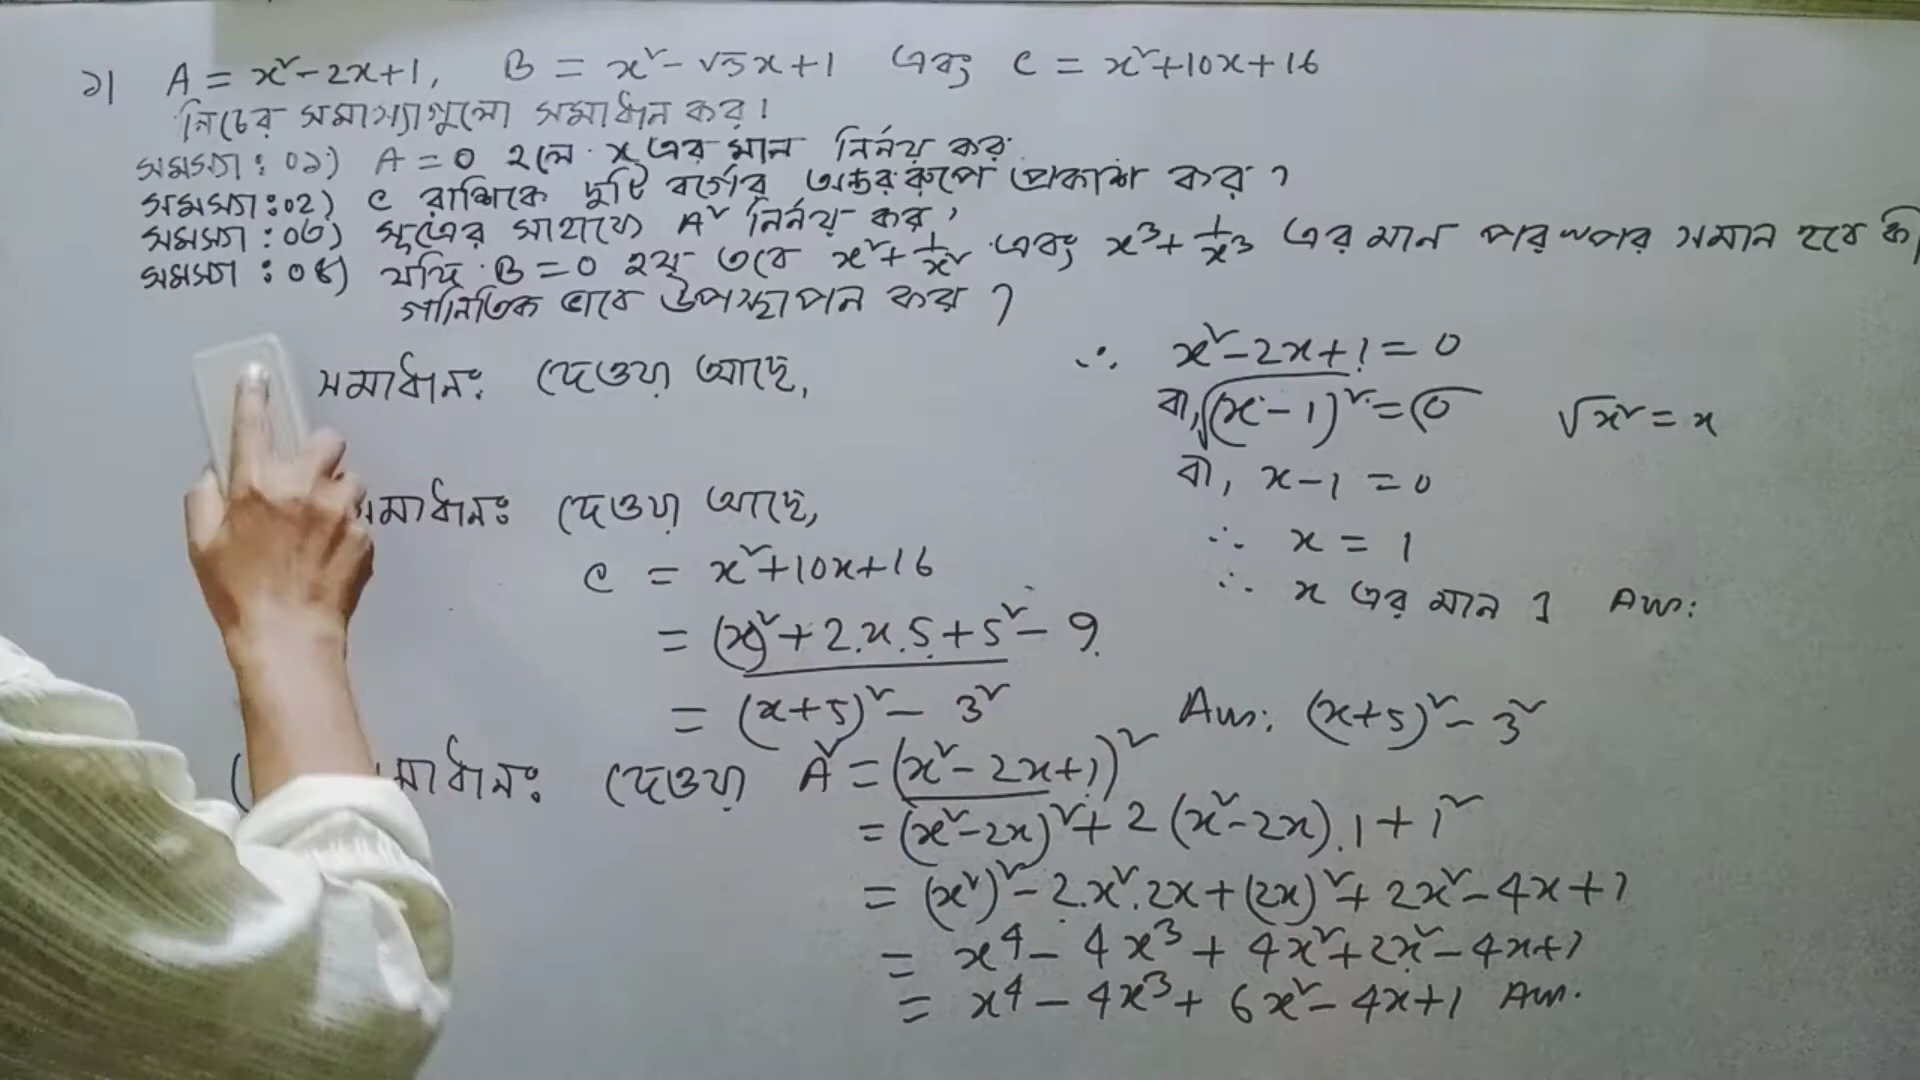 ১। A = x² - 2x + 1, B = x² - √3x + 1 এবং C = x² + 10x + 16
নিচের সমাস্যাগুলো সমাধান কর।
সমস্যা : ০১) A = 0 হলে x এর মান নির্নয় কর
সমস্যা : ০২) C রাশিকে দুটি বর্গের অন্তর রুপে প্রকাশ কর ?
সমস্যা : ০৩) সূত্রের সাহায্যে A² নির্নয় কর,
সমস্যা : ০৪) যদি B = 0 হয় তবে x² + 1/x² এবং x³ + 1/x³ এর মান পরস্পর সমান হবে কী
গানিতিক ভাবে উপস্থাপন কর ?
সমাধান: দেওয়া আছে,
∴ x² - 2x + 1 = 0
বা, √(x - 1)² = √0 √x² = x
বা, x - 1 = 0
∴ x = 1
∴ x এর মান 1 Ans:
সমাধান: দেওয়া আছে,
C = x² + 10x + 16
= (x)² + 2.x.5 + 5² - 9
= (x+5)² - 3² Ans: (x+5)² - 3²
মাধান: দেওয়া A² = (x² - 2x + 1)²
= (x² - 2x)² + 2(x² - 2x).1 + 1²
= (x²)² - 2.x².2x + (2x)² + 2x² - 4x + 1
= x⁴ - 4x³ + 4x² + 2x² - 4x + 1
= x⁴ - 4x³ + 6x² - 4x + 1 Ans.